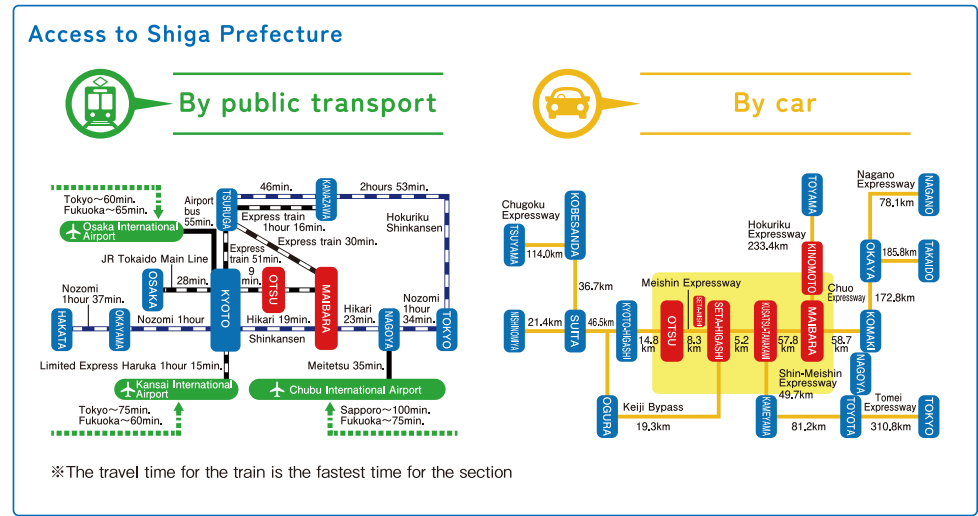 Access to Shiga Prefecture
By public transport
46min.
2hours 53min.
TSURUGA
KANAZAWA
Tokyo～60min.
Fukuoka～65min.
Airport
bus
55min.
Express train
1hour 16min.
Hokuriku
Shinkansen
Osaka International
Airport
Express train 30min.
Express
train 51min.
JR Tokaido Main Line
28min.
9
min.
OSAKA
KYOTO
OTSU
MAIBARA
Nozomi
1hour 37min.
Nozomi 1hour
Hikari 19min.
Shinkansen
Hikari
23min.
Nozomi
1hour
34min.
HAKATA
OKAYAMA
NAGOYA
TOKYO
Limited Express Haruka 1hour 15min.
Meitetsu 35min.
Kansai International
Airport
Chubu International Airport
Tokyo～75min.
Fukuoka～60min.
Sapporo～100min.
Fukuoka～75min.
※The travel time for the train is the fastest time for the section
By car
Chugoku
Expressway
TSUYAMA
114.0km
KOBESANDA
36.7km
TOYAMA
Hokuriku
Expressway
233.4km
KINOMOTO
Nagano
Expressway
78.1km
NAGANO
OKAYA
185.8km
TAKAIDO
Chuo
Expressway
172.8km
Meishin Expressway
NISHINOMIYA
21.4km
SUITA
46.5km
KYOTO-HIGASHI
14.8
km
OTSU
SETA-NISHI
8.3
km
SETA-HIGASHI
5.2
km
KUSATSU-TANAKAMI
57.8
km
MAIBARA
58.7
km
KOMAKI
NAGOYA
Shin-Meishin
Expressway
49.7km
OGURA
Keiji Bypass
19.3km
KAMEYAMA
81.2km
TOYOTA
Tomei
Expressway
310.8km
TOKYO